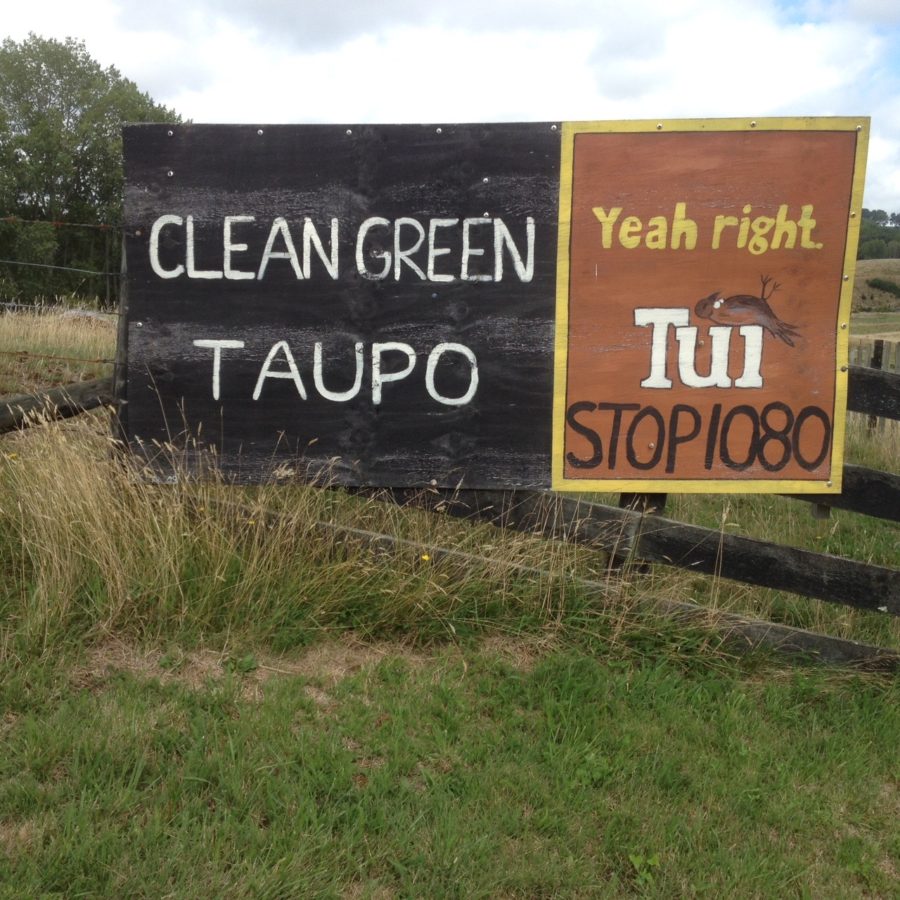 CLEAN GREEN
TAUPO
Yeah right.
Tui
STOP 1080